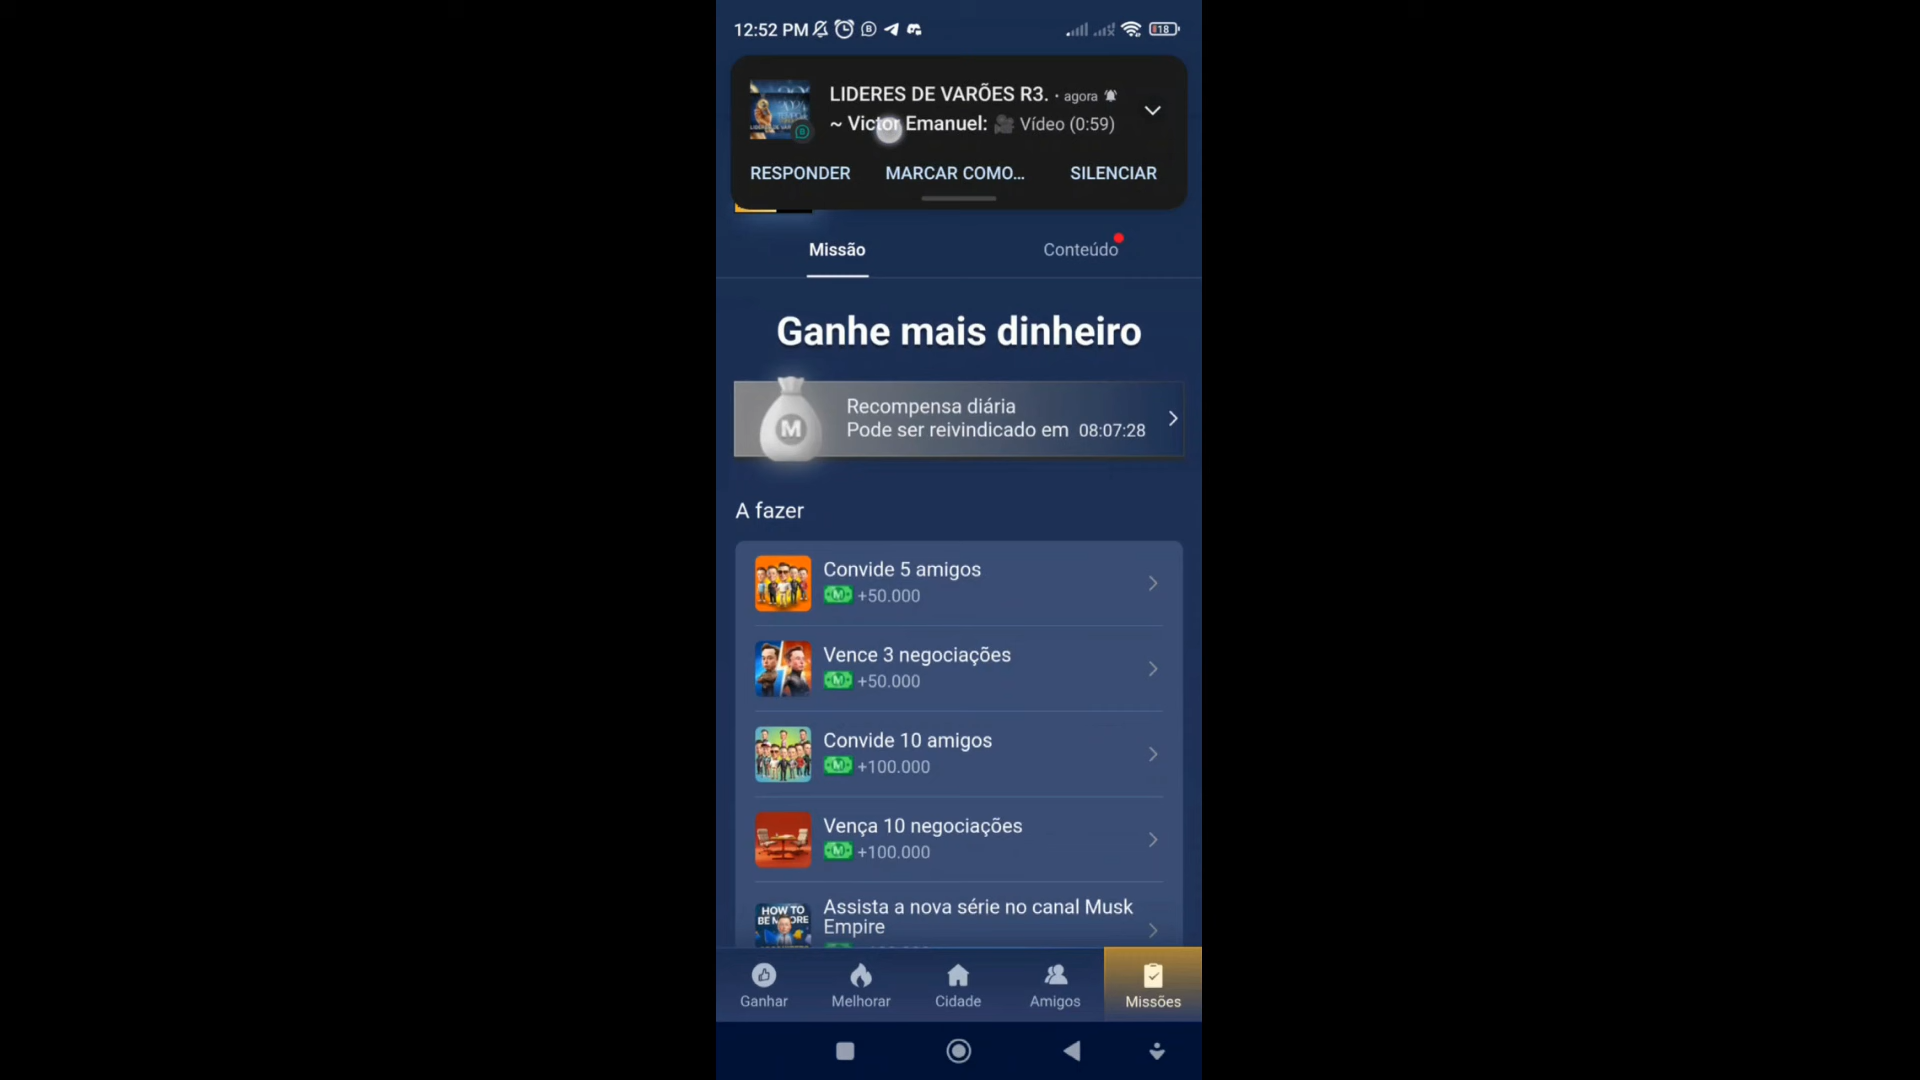 12:52 PM
18
LIDERES DE VARÕES R3. • agora
~ Victor Emanuel: Vídeo (0:59)
RESPONDER
MARCAR COMO...
SILENCIAR
Missão
Conteúdo
Ganhe mais dinheiro
M
Recompensa diária
Pode ser reivindicado em 08:07:28
A fazer
Convide 5 amigos
+50.000
Vence 3 negociações
+50.000
Convide 10 amigos
+100.000
Vença 10 negociações
+100.000
HOW TO
Assista a nova série no canal Musk
Empire
Ganhar
Melhorar
Cidade
Amigos
Missões